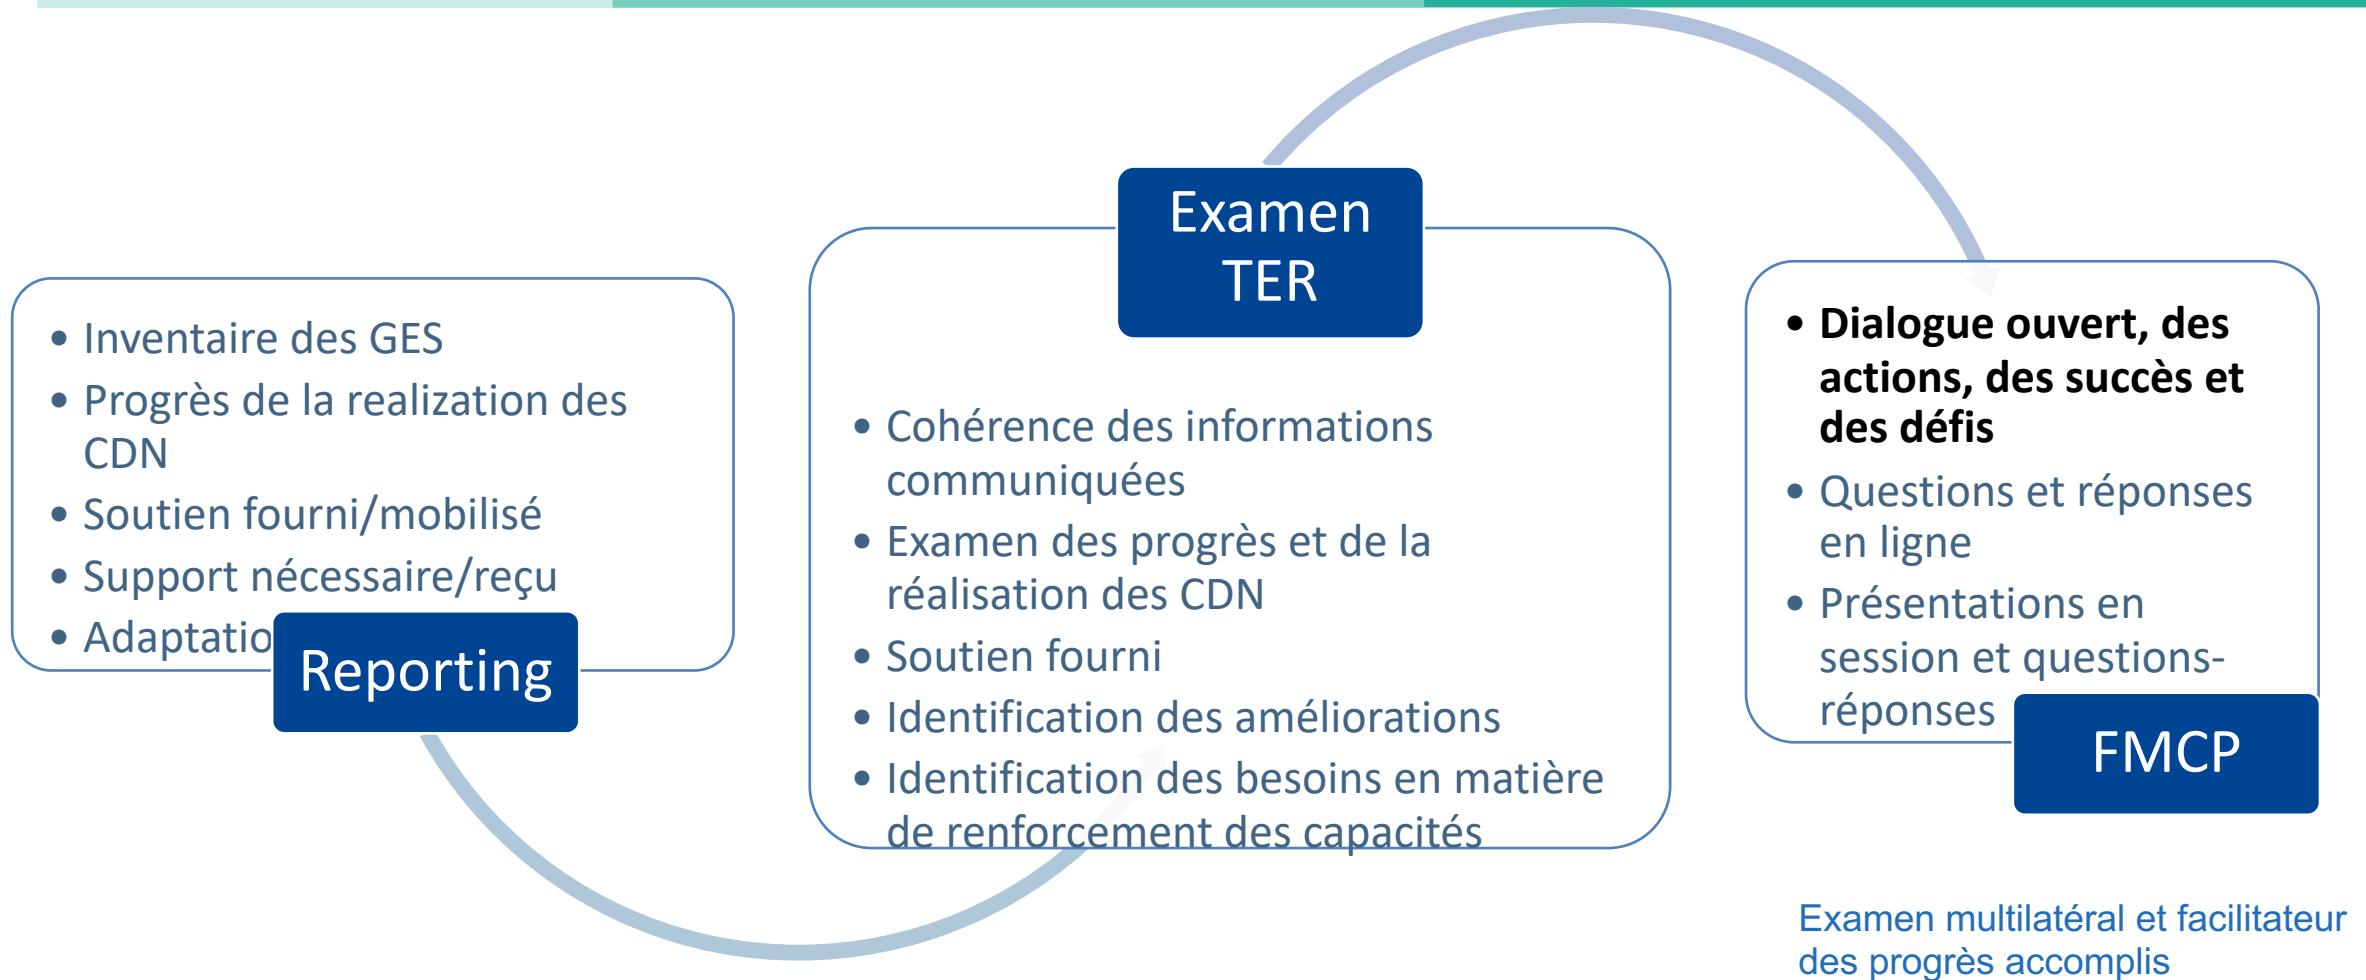 • Inventaire des GES
• Progrès de la realization des
CDN
• Soutien fourni/mobilisé
• Support nécessaire/reçu
• Adaptatio
Reporting
Examen
TER
• Cohérence des informations
communiquées
• Examen des progrès et de la
réalisation des CDN
• Soutien fourni
• Identification des améliorations
• Identification des besoins en matière
de renforcement des capacités
• Dialogue ouvert, des
actions, des succès et
des défis
• Questions et réponses
en ligne
• Présentations en
session et questions-
réponses
FMCP
Examen multilatéral et facilitateur
des progrès accomplis